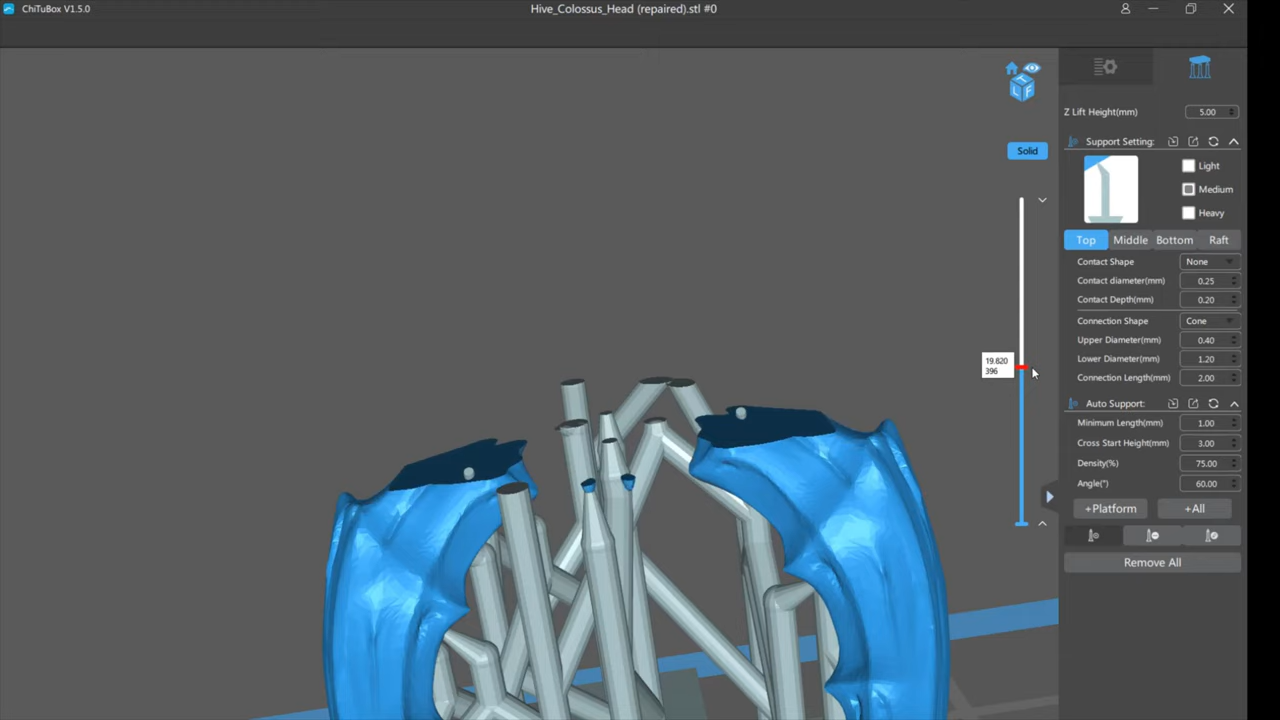 ChiTuBox V1.5.0
Hive_Colossus_Head (repaired).stl #0
Z Lift Height(mm) 5.00
Support Setting:
Light
Medium
Heavy
Top Middle Bottom Raft
Contact Shape None
Contact diameter(mm) 0.25
Contact Depth(mm) 0.20
Connection Shape Cone
Upper Diameter(mm) 0.40
Lower Diameter(mm) 1.20
Connection Length(mm) 2.00
Auto Support:
Minimum Length(mm) 1.00
Cross Start Height(mm) 3.00
Density(%) 75.00
Angle(°) 60.00
+Platform +All
Remove All
Solid
19.820
396
T
L F